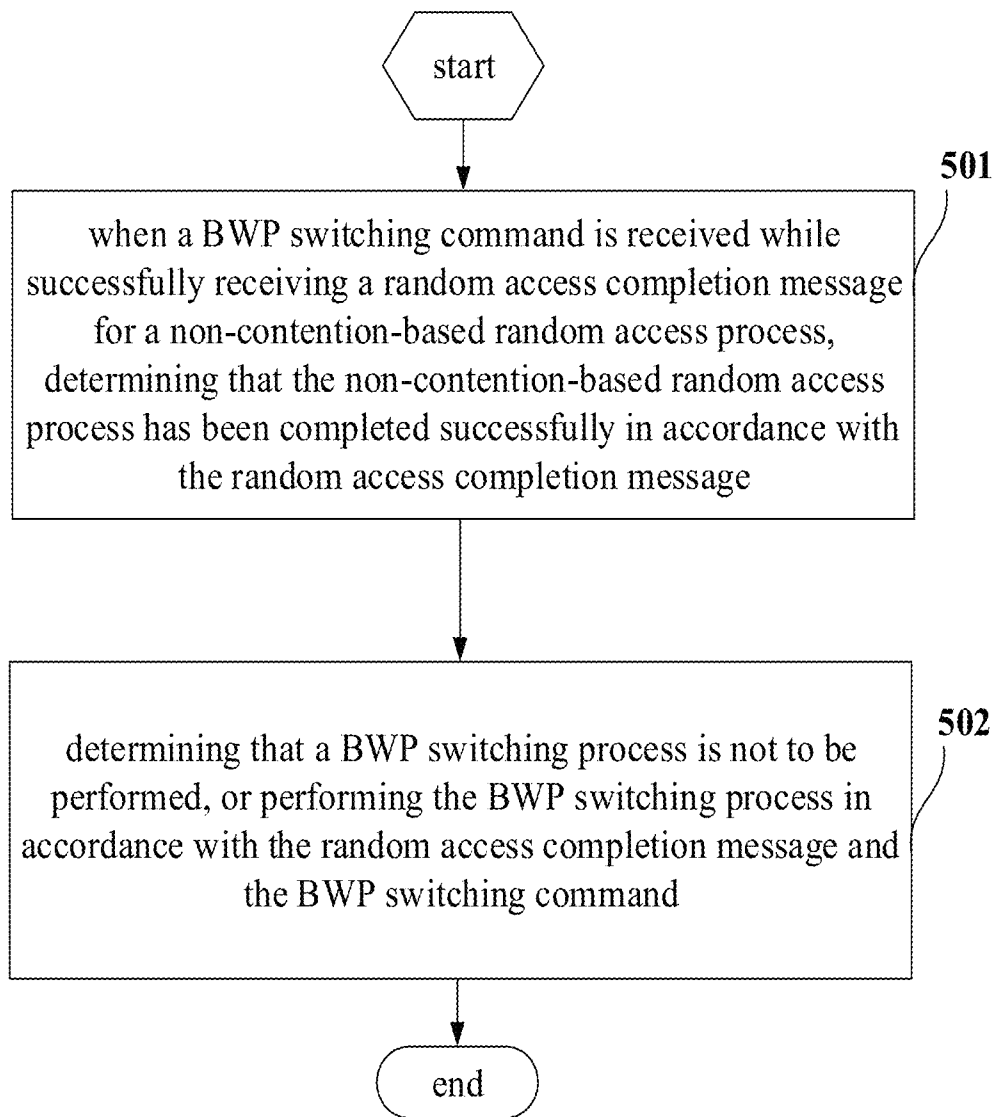 start
501
when a BWP switching command is received while
successfully receiving a random access completion message
for a non-contention-based random access process,
determining that the non-contention-based random access
process has been completed successfully in accordance with
the random access completion message
502
determining that a BWP switching process is not to be
performed, or performing the BWP switching process in
accordance with the random access completion message and
the BWP switching command
end